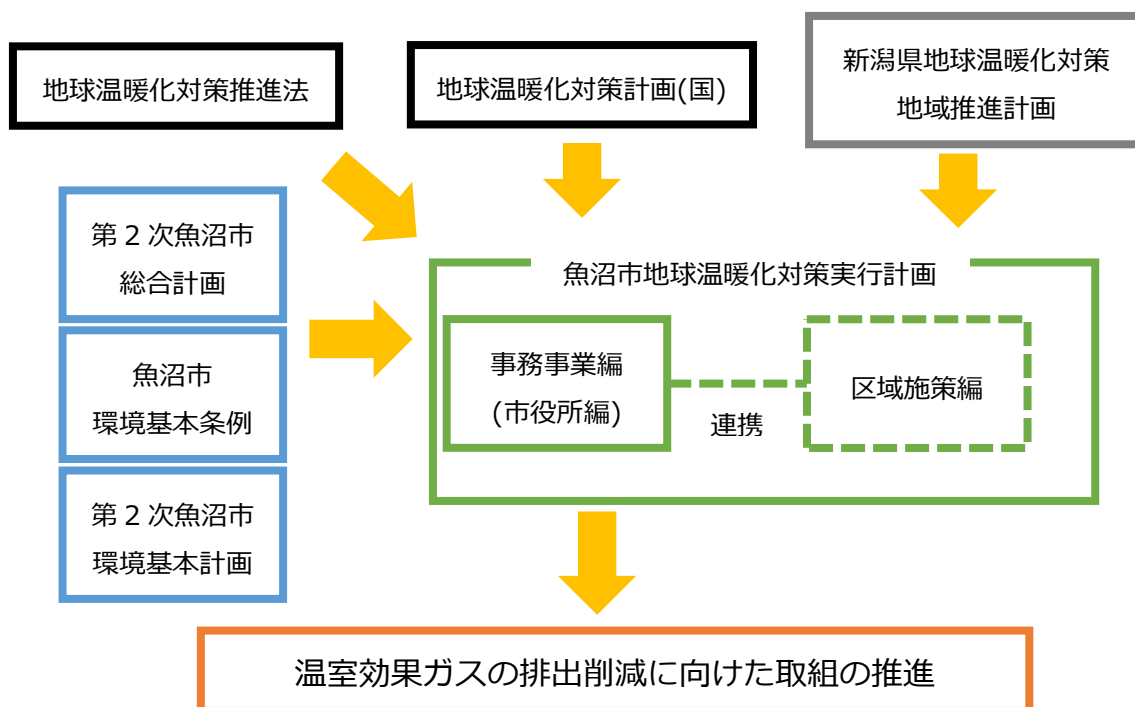 地球温暖化対策推進法
地球温暖化対策計画(国)
新潟県地球温暖化対策
地域推進計画
第2次魚沼市
総合計画
魚沼市
環境基本条例
第2次魚沼市
環境基本計画
魚沼市地球温暖化対策実行計画
事務事業編
(市役所編)
連携
区域施策編
温室効果ガスの排出削減に向けた取組の推進